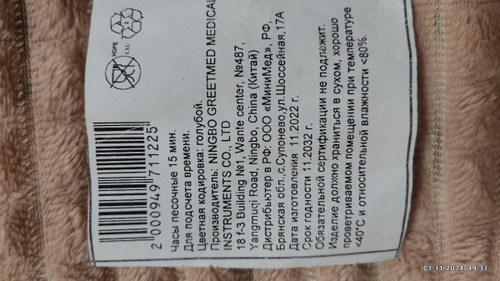 HDPE
2 000949 711225
Часы песочные 15 мин.
Для подсчета времени.
Цветная кодировка: голубой.
Производитель: NINGBO GREETMED MEDICAL
INSTRUMENTS CO., LTD
18 f-3 Building №1, Wante center, №487,
Yangmuqi Road, Ningbo, China (Китай)
Дистрибьютер в РФ: ООО «МиниМед», РФ,
Брянская обл.,с.Супонево,ул.Шоссейная,17А
Дата изготовления 11.2022 г.
Срок годности 11.2032 г.
Обязательной сертификации не подлежит.
Изделие должно храниться в сухом, хорошо
проветриваемом помещении при температуре
<40°С и относительной влажности <80%.
01.11.2024 19:37